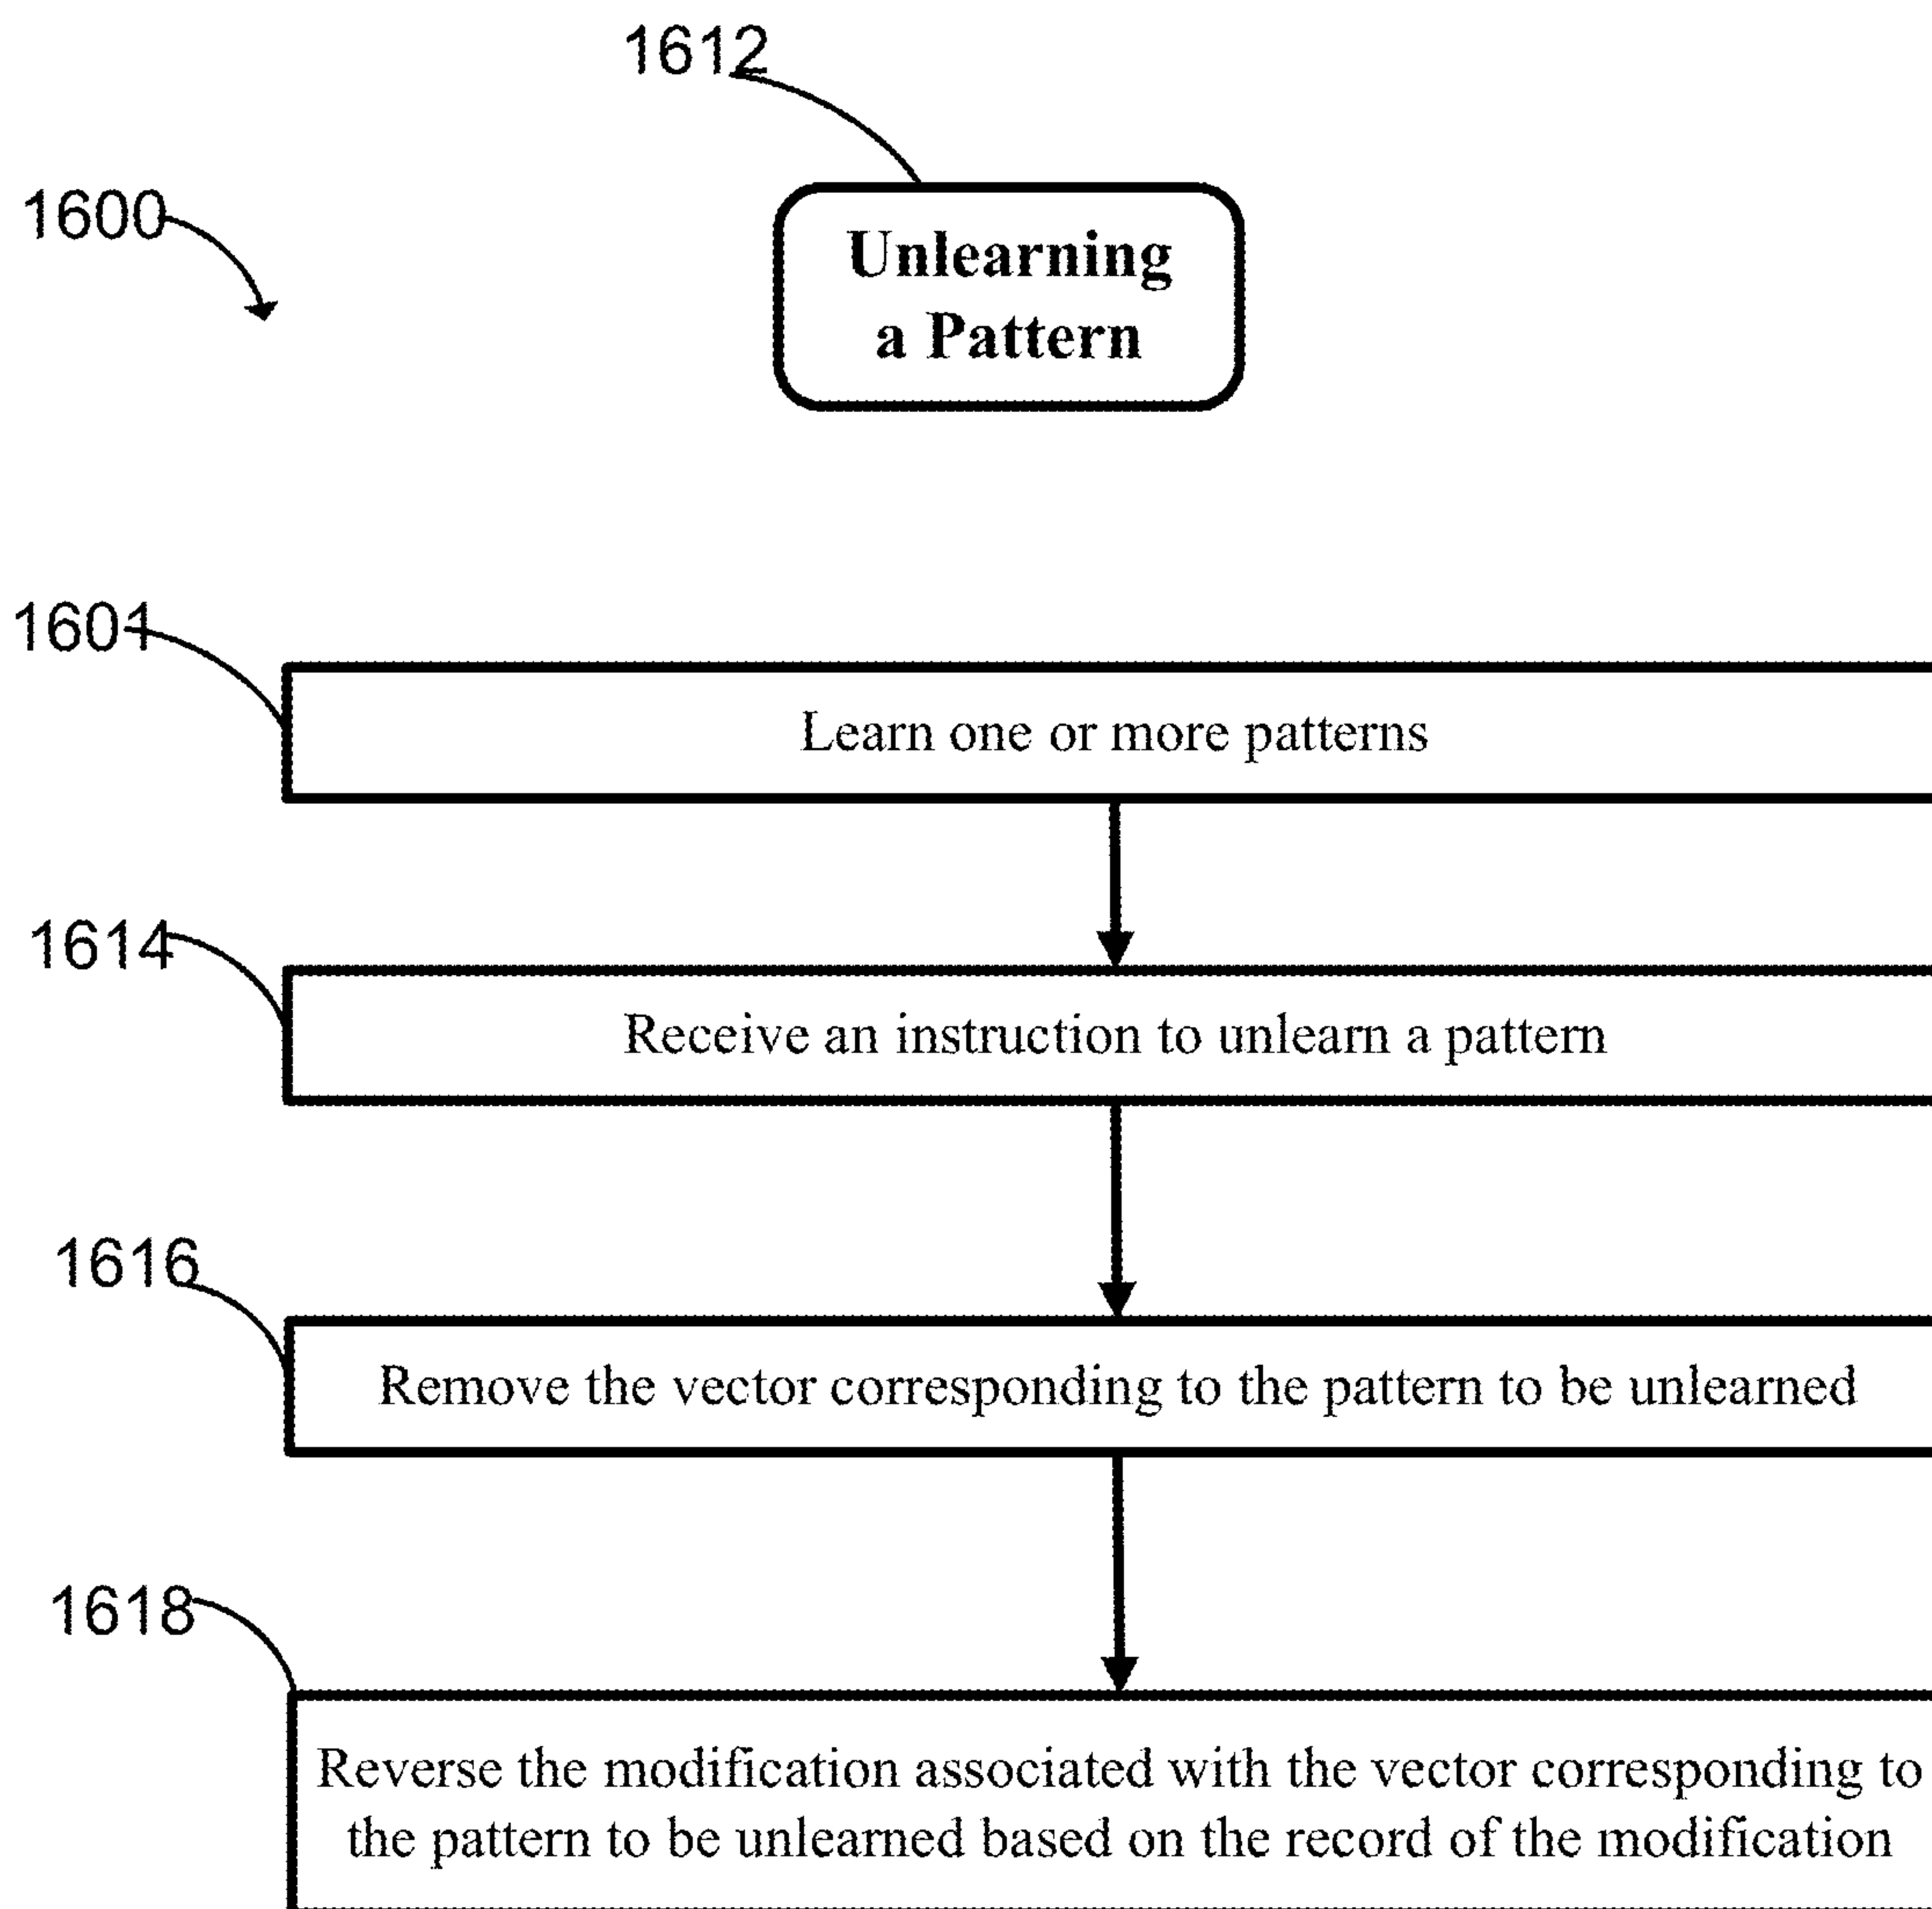 1612
1600
Unlearning
a Pattern
1601
Learn one or more patterns
1614
Receive an instruction to unlearn a pattern
1616
Remove the vector corresponding to the pattern to be unlearned
1618
Reverse the modification associated with the vector corresponding to
the pattern to be unlearned based on the record of the modification